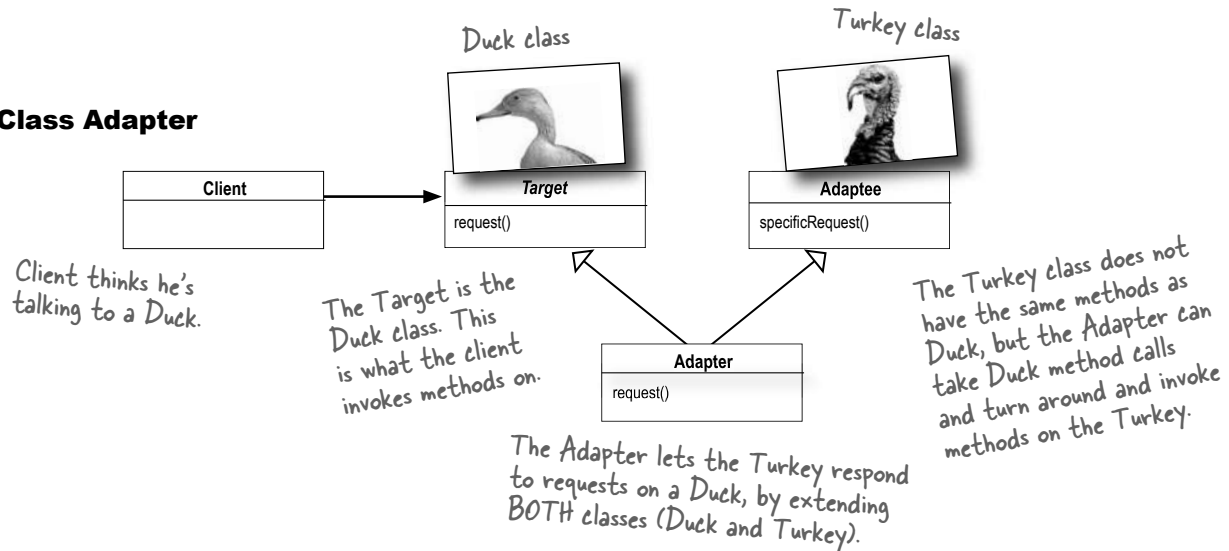 Duck class
Turkey class
Class Adapter
Client
Target
request()
Adaptee
specificRequest()
Client thinks he's
talking to a Duck.
The Target is the
Duck class. This
is what the client
invokes methods on.
Adapter
request()
The Turkey class does not
have the same methods as
Duck, but the Adapter can
take Duck method calls
and turn around and invoke
methods on the Turkey.
The Adapter lets the Turkey respond
to requests on a Duck, by extending
BOTH classes (Duck and Turkey).